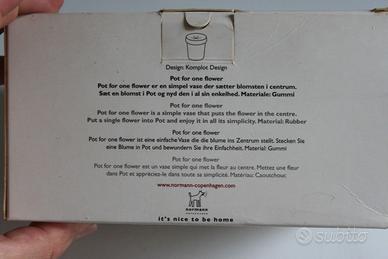 Design: Komplot Design
Pot for one flower
Pot for one flower er en simpel vase der sætter blomsten i centrum.
Sæt en blomst i Pot og nyd den i al sin enkelhed. Materiale: Gummi
Pot for one flower
Pot for one flower is a simple vase that puts the flower in the centre.
Put a single flower into Pot and enjoy it in all its simplicity. Material: Rubber
Pot for one flower
Pot for one flower ist eine einfache Vase die die blume ins Zentrum stellt. Stecken Sie
eine Blume in Pot und bewundern Sie ihre Einfachheit. Material: Gummi
Pot for one flower
Pot for one flower est un vase simple qui met la fleur au centre. Mettez une fleur
dans Pot et appréciez-le dans toute sa simplicité. Matériau: Caoutchouc
www.normann-copenhagen.com
normann
COPENHAGEN
it's nice to be home
subito